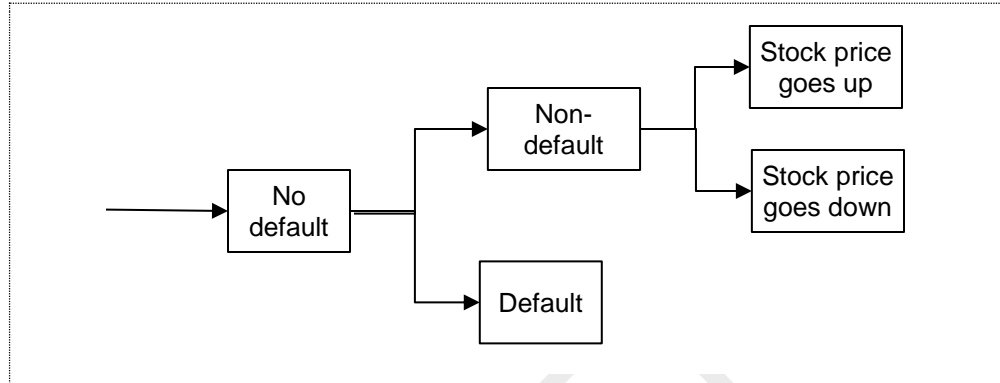 Stock price
goes up
Non-
default
Stock price
goes down
No
default
Default